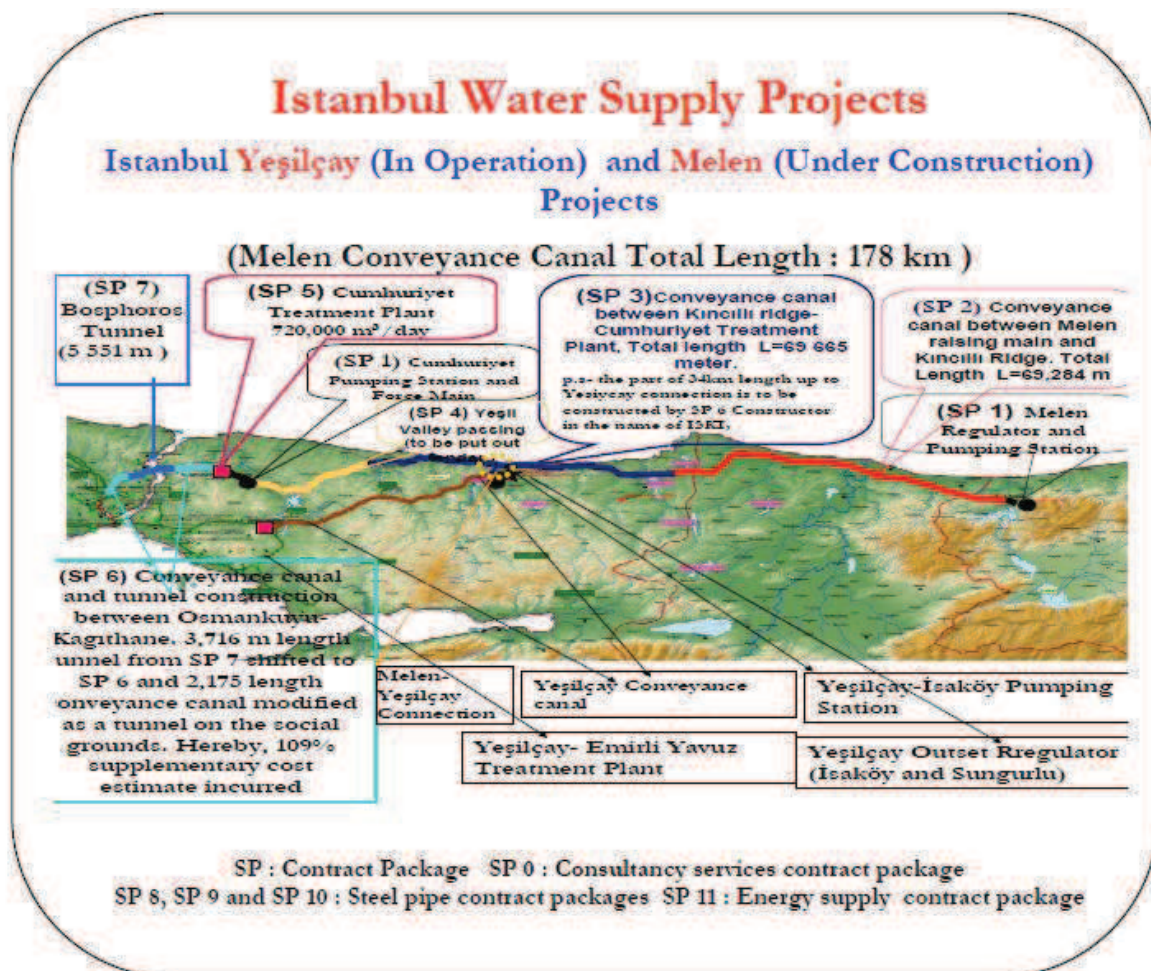 Istanbul Water Supply Projects
Istanbul Yeşilçay (In Operation) and Melen (Under Construction)
Projects
(Melen Conveyance Canal Total Length : 178 km )
(SP 7)
Bosphoros
Tunnel
(5 551 m )
(SP 5) Cumhuriyet
Treatment Plant
720,000 m³/day
(SP 1) Cumhuriyet
Pumping Station and
Force Main
(SP 4) Yeşil
Valley passing
(to be put out
(SP 3)Conveyance canal
between Kıncıllı ridge-
Cumhuriyet Treatment
Plant, Total length L=69 665
meter.
p.s- the part of 34km length up to
Yesiycay connection is to be
constructed by SP 6 Constructor
in the name of ISKI,
(SP 2) Conveyance
canal between Melen
raising main and
Kıncıllı Ridge. Total
Length L=69,284 m
(SP 1) Melen
Regulator and
Pumping Station
(SP 6) Conveyance canal
and tunnel construction
between Osmankuyu-
Kagıthane. 3,716 m length
unnel from SP 7 shifted to
SP 6 and 2,175 length
onveyance canal modified
as a tunnel on the social
grounds. Hereby, 109%
supplementary cost
estimate incurred
Melen-
Yeşilçay
Connection
Yeşilçay Conveyance
canal
Yeşilçay-İsaköy Pumping
Station
Yeşilçay- Emirli Yavuz
Treatment Plant
Yeşilçay Outset Rregulator
(İsaköy and Sungurlu)
SP : Contract Package SP 0 : Consultancy services contract package
SP 8, SP 9 and SP 10 : Steel pipe contract packages SP 11 : Energy supply contract package